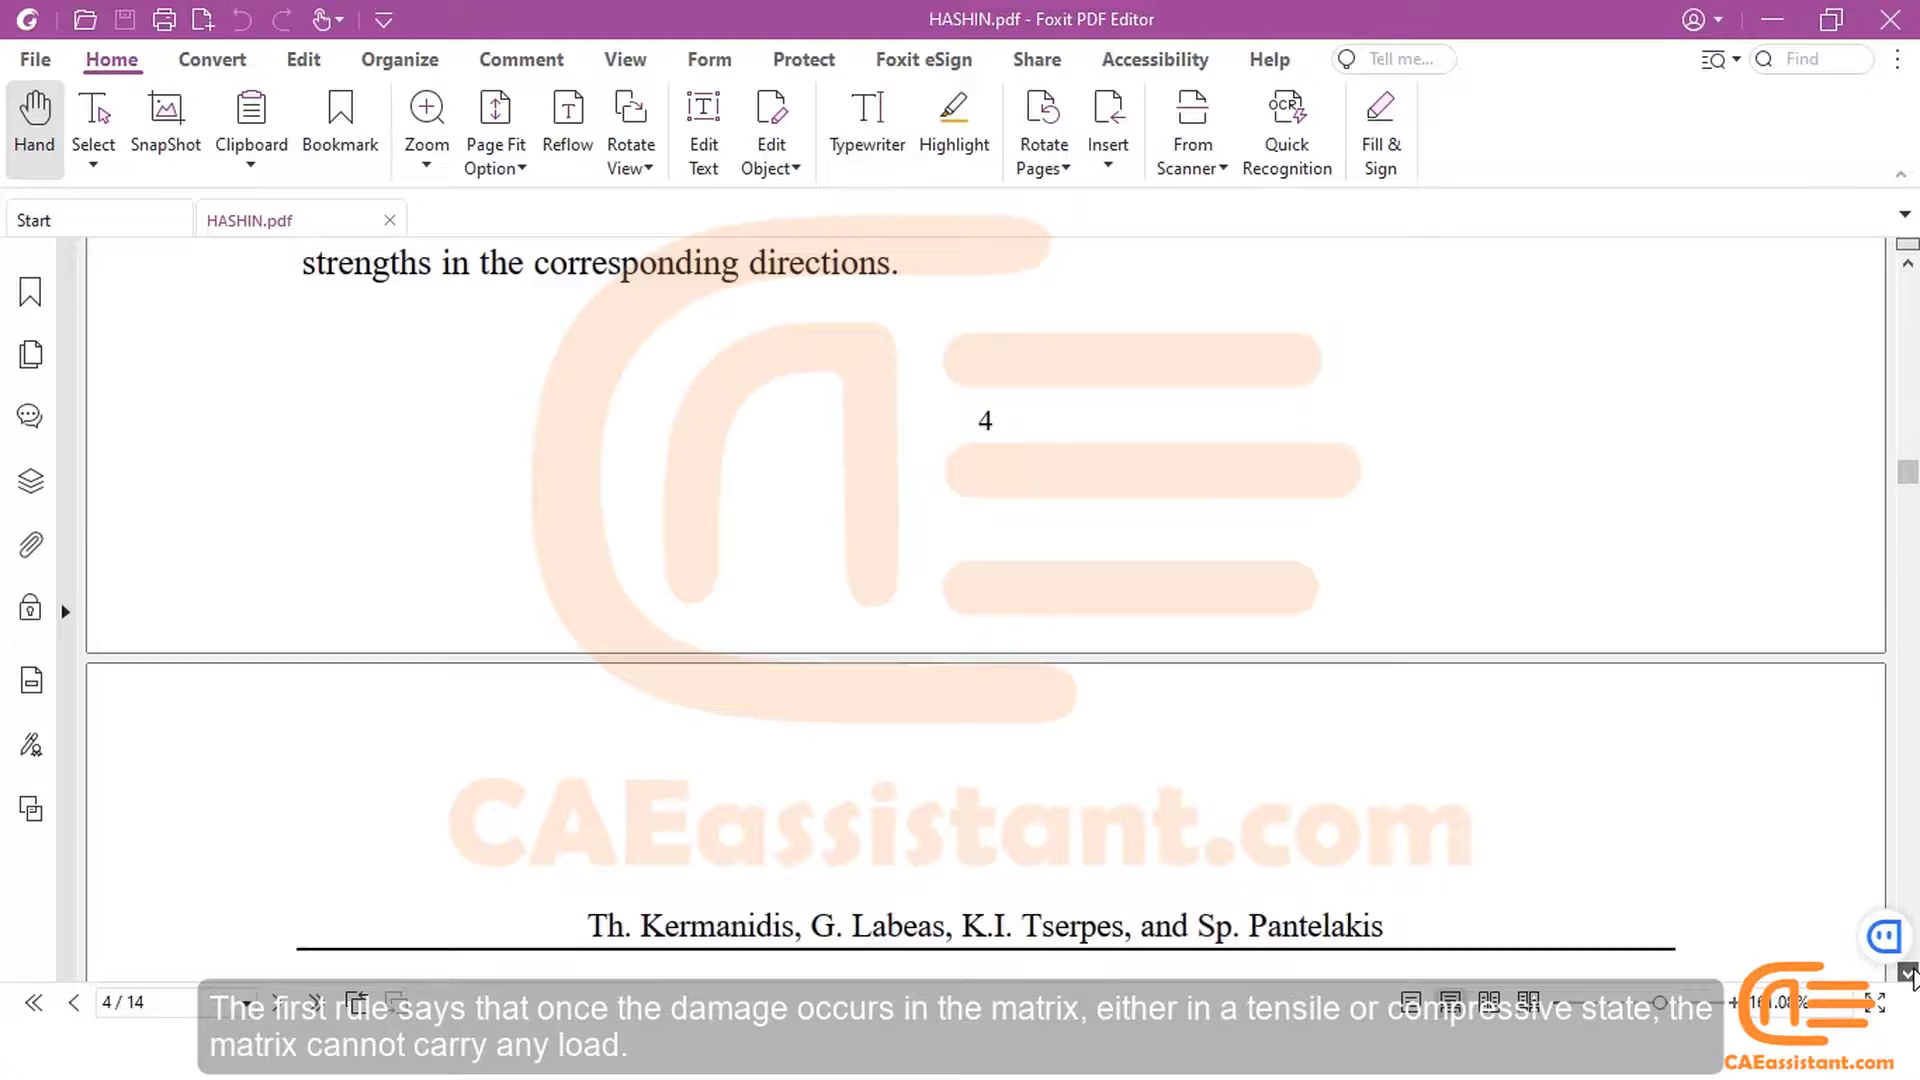 HASHIN.pdf - Foxit PDF Editor
File Home Convert Edit Organize Comment View Form Protect Foxit eSign Share Accessibility Help Tell me... Find
Hand Select SnapShot Clipboard Bookmark Zoom Page Fit Option Reflow Rotate View Edit Text Edit Object Typewriter Highlight Rotate Pages Insert From Scanner OCR Quick Recognition Fill & Sign
Start HASHIN.pdf
strengths in the corresponding directions.
4
CAEassistant.com
Th. Kermanidis, G. Labeas, K.I. Tserpes, and Sp. Pantelakis
4 / 14
The first rule says that once the damage occurs in the matrix, either in a tensile or compressive state, the
matrix cannot carry any load.
CAEassistant.com